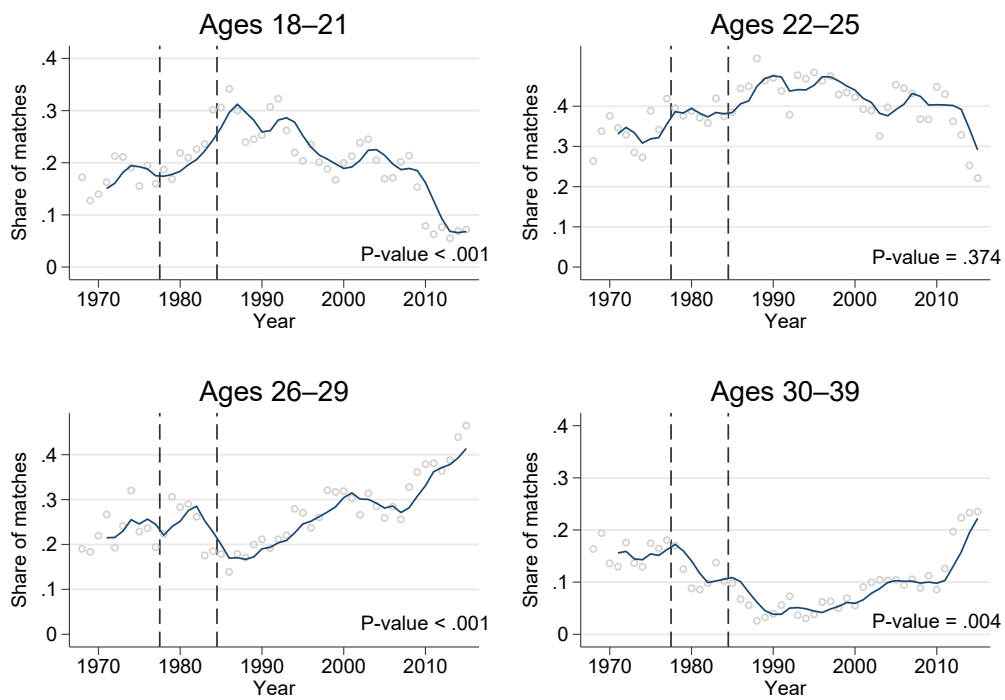 Ages 18–21
Share of matches
.4
.3
.2
.1
0
P-value < .001
1970 1980 1990 2000 2010
Year
Ages 22–25
Share of matches
.4
.3
.2
.1
0
P-value = .374
1970 1980 1990 2000 2010
Year
Ages 26–29
Share of matches
.4
.3
.2
.1
0
P-value < .001
1970 1980 1990 2000 2010
Year
Ages 30–39
Share of matches
.4
.3
.2
.1
0
P-value = .004
1970 1980 1990 2000 2010
Year